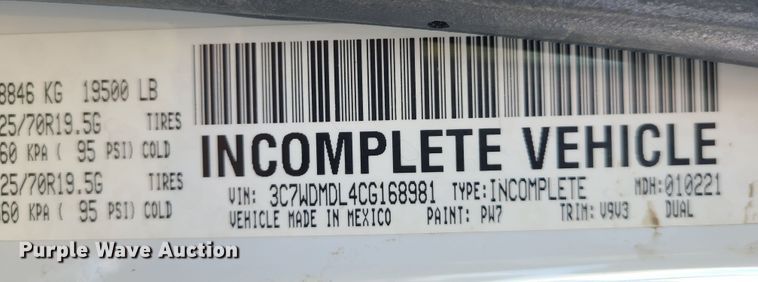 8846 KG 19500 LB
25/70R19.5G TIRES
60 KPA ( 95 PSI) COLD
25/70R19.5G TIRES
60 KPA ( 95 PSI) COLD
INCOMPLETE VEHICLE
VIN: 3C7WDMDL4CG168981 TYPE: INCOMPLETE MDH: 010221
VEHICLE MADE IN MEXICO PAINT: PW7 TRIM: V9V3 DUAL
Purple Wave Auction